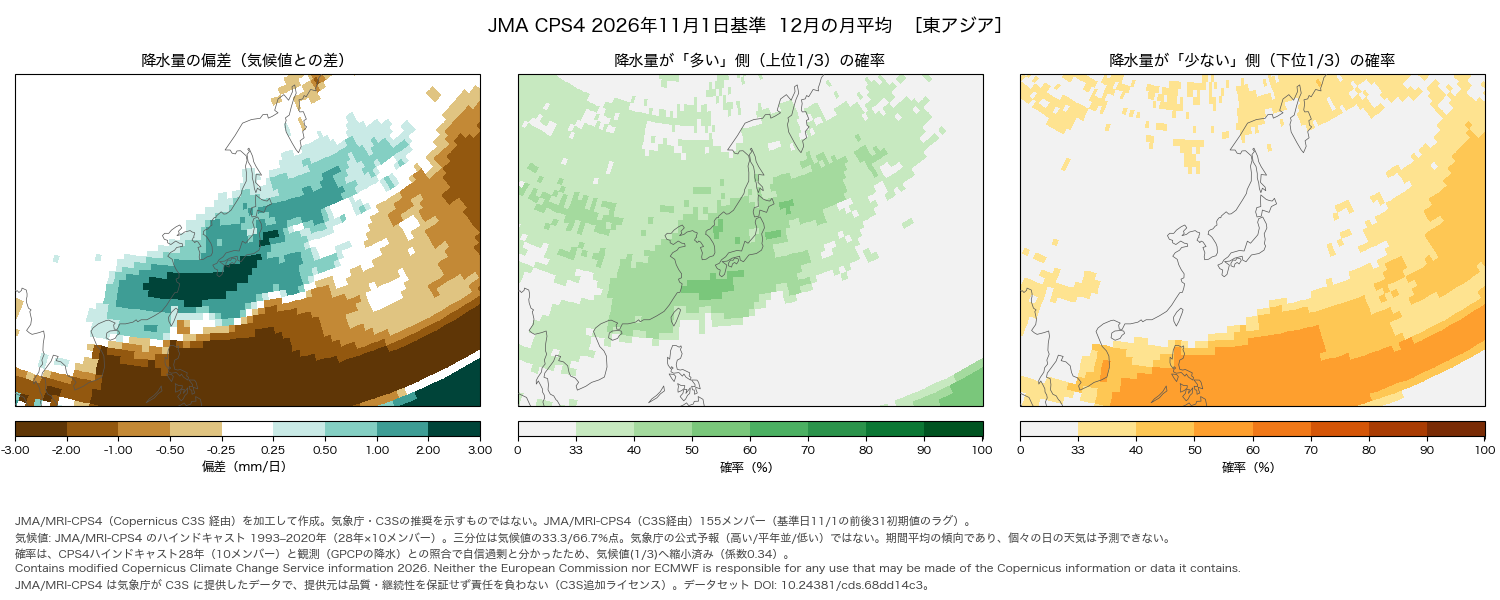 JMA CPS4 2026年11月1日基準 12月の月平均 ［東アジア］
降水量の偏差（気候値との差）
降水量が「多い」側（上位1/3）の確率
降水量が「少ない」側（下位1/3）の確率
-3.00 -2.00 -1.00 -0.50 -0.25 0.25 0.50 1.00 2.00 3.00
偏差（mm/日）
0 33 40 50 60 70 80 90 100
確率（%）
0 33 40 50 60 70 80 90 100
確率（%）
JMA/MRI-CPS4（Copernicus C3S 経由）を加工して作成。気象庁・C3Sの推奨を示すものではない。JMA/MRI-CPS4（C3S経由）155メンバー（基準日11/1の前後31初期値のラグ）。
気候値: JMA/MRI-CPS4 のハインドキャスト 1993–2020年（28年×10メンバー）。三分位は気候値の33.3/66.7%点。気象庁の公式予報（高い/平年並/低い）ではない。期間平均の傾向であり、個々の日の天気は予測できない。
確率は、CPS4ハインドキャスト28年（10メンバー）と観測（GPCPの降水）との照合で自信過剰と分かったため、気候値(1/3)へ縮小済み（係数0.34）。
Contains modified Copernicus Climate Change Service information 2026. Neither the European Commission nor ECMWF is responsible for any use that may be made of the Copernicus information or data it contains.
JMA/MRI-CPS4 は気象庁が C3S に提供したデータで、提供元は品質・継続性を保証せず責任を負わない（C3S追加ライセンス）。データセット DOI: 10.24381/cds.68dd14c3。